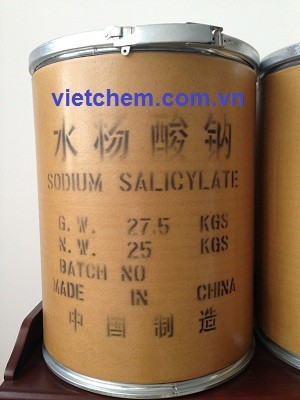 vietchem.com.vn
水杨酸钠
SODIUM SALICYLATE
G.W. 27.5 KGS
N.W. 25 KGS
BATCH NO
MADE IN CHINA
中国制造